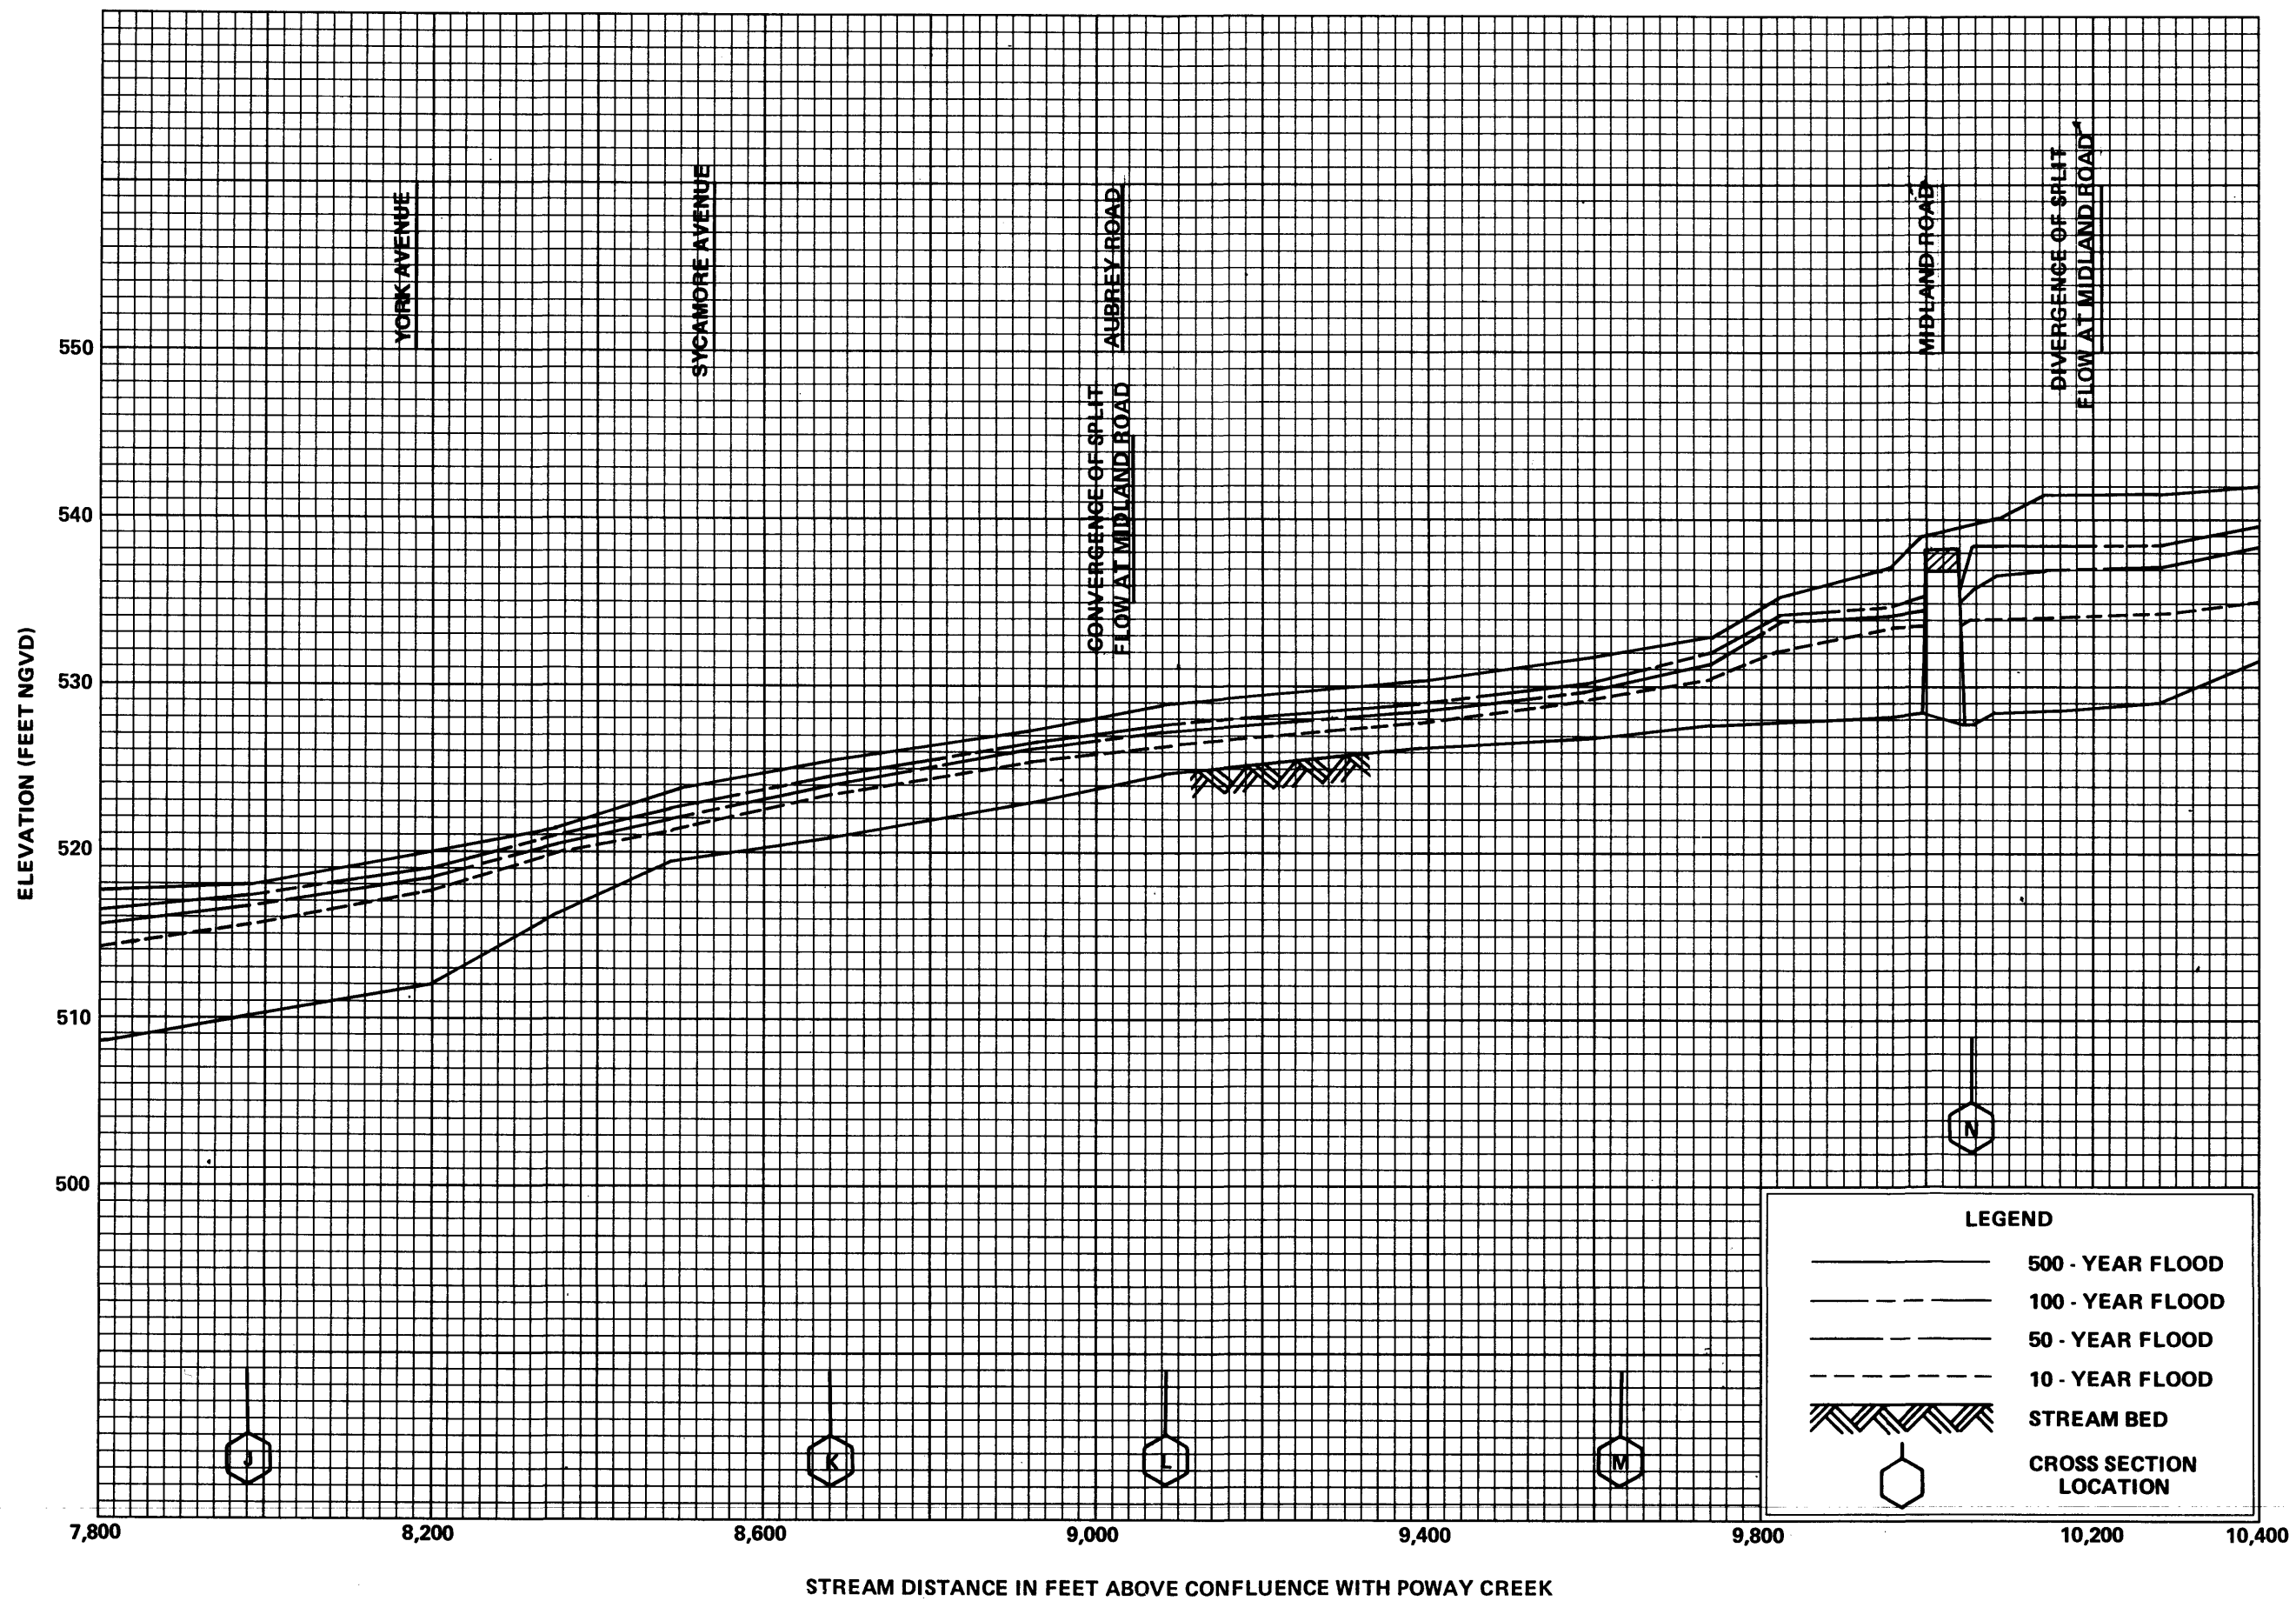 YORK AVENUE
SYCAMORE AVENUE
AUBREY ROAD
MIDLAND ROAD
DIVERGENCE OF SPLIT
FLOW AT MIDLAND ROAD
CONVERGENCE OF SPLIT
FLOW AT MIDLAND ROAD
ELEVATION (FEET NGVD)
550
540
530
520
510
500
N
J
K
L
M
LEGEND
500 - YEAR FLOOD
100 - YEAR FLOOD
50 - YEAR FLOOD
10 - YEAR FLOOD
STREAM BED
CROSS SECTION
LOCATION
7,800 8,200 8,600 9,000 9,400 9,800 10,200 10,400
STREAM DISTANCE IN FEET ABOVE CONFLUENCE WITH POWAY CREEK